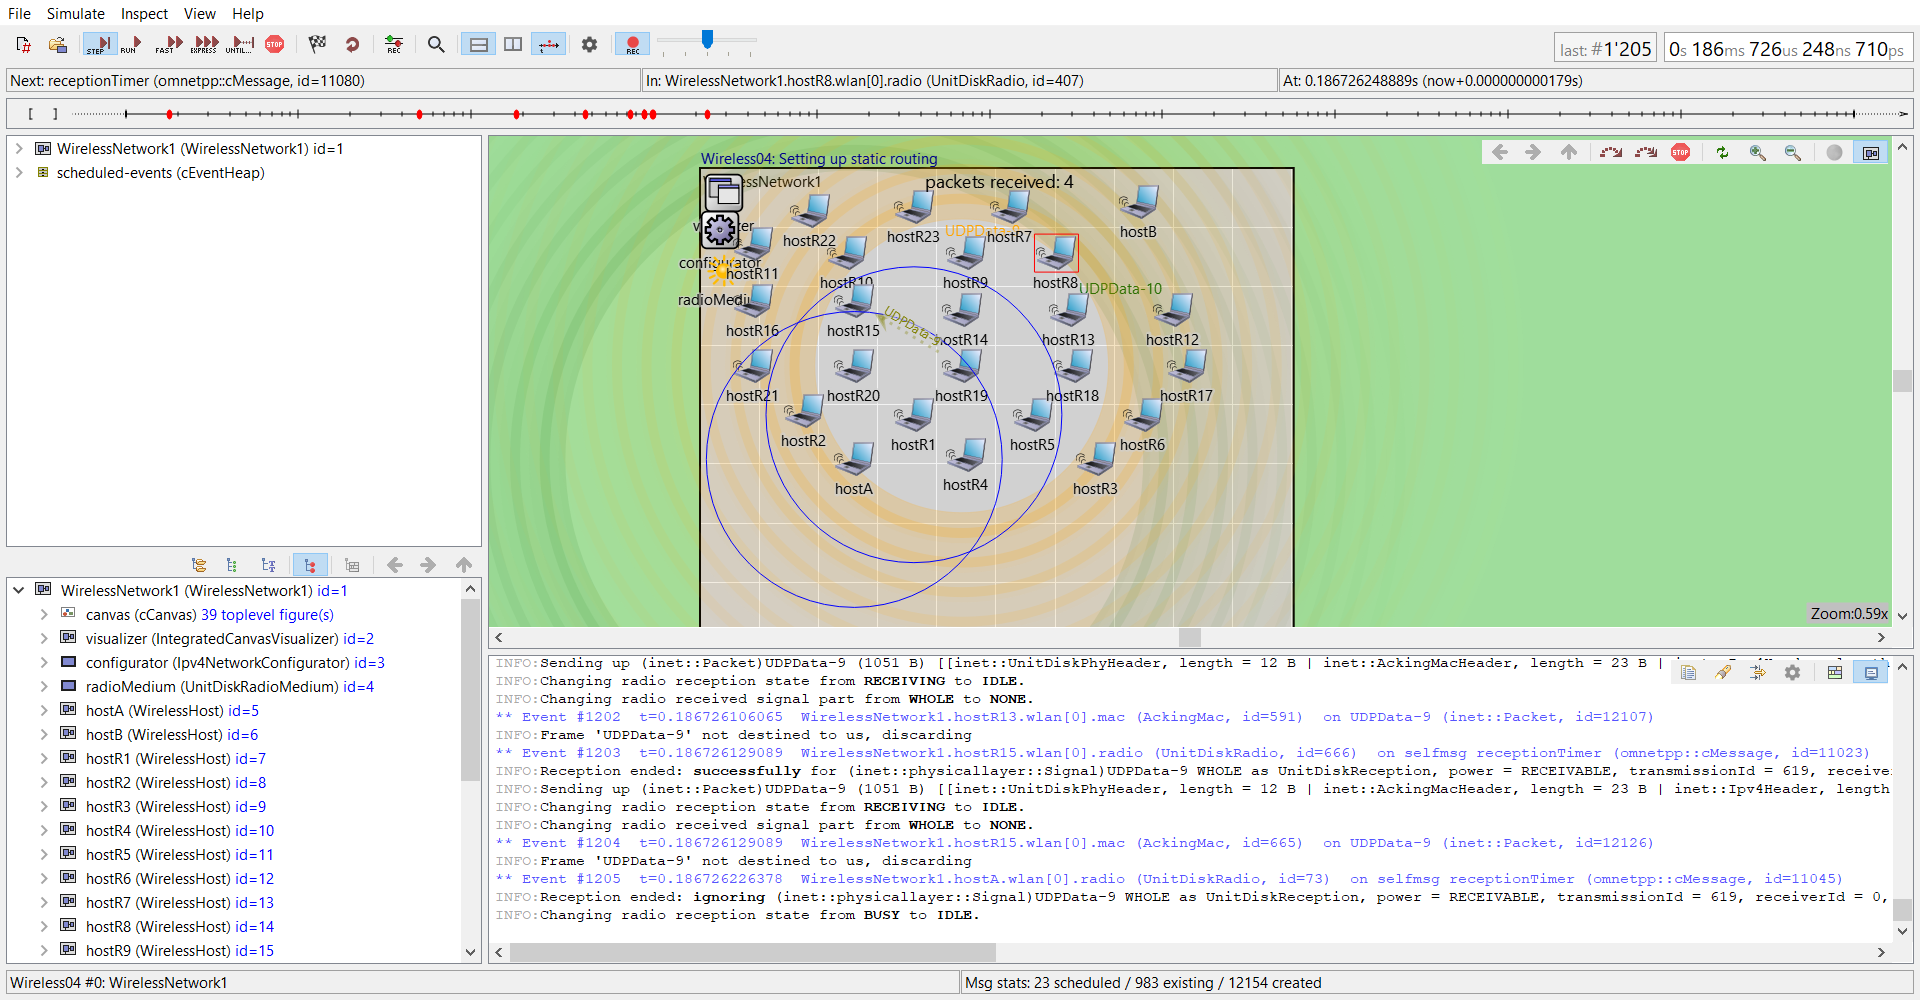 File Simulate Inspect View Help
STEP RUN FAST EXPRESS UNTIL... STOP REC REC
last: #1'205 0s 186ms 726us 248ns 710ps
Next: receptionTimer (omnetpp::cMessage, id=11080) In: WirelessNetwork1.hostR8.wlan[0].radio (UnitDiskRadio, id=407) At: 0.186726248889s (now+0.000000000179s)
[ ]
WirelessNetwork1 (WirelessNetwork1) id=1
scheduled-events (cEventHeap)
WirelessNetwork1 (WirelessNetwork1) id=1
canvas (cCanvas) 39 toplevel figure(s)
visualizer (IntegratedCanvasVisualizer) id=2
configurator (Ipv4NetworkConfigurator) id=3
radioMedium (UnitDiskRadioMedium) id=4
hostA (WirelessHost) id=5
hostB (WirelessHost) id=6
hostR1 (WirelessHost) id=7
hostR2 (WirelessHost) id=8
hostR3 (WirelessHost) id=9
hostR4 (WirelessHost) id=10
hostR5 (WirelessHost) id=11
hostR6 (WirelessHost) id=12
hostR7 (WirelessHost) id=13
hostR8 (WirelessHost) id=14
hostR9 (WirelessHost) id=15
Wireless04: Setting up static routing
STOP
packets received: 4
hostR22
hostR23
UDPData-9
hostR7
hostB
configurator
hostR11
hostR10
hostR9
hostR8
UDPData-10
hostR16
hostR15
UDPData-9
hostR14
hostR13
hostR12
hostR21
hostR20
hostR19
hostR18
hostR17
hostR2
hostR1
hostR5
hostR6
hostA
hostR4
hostR3
Zoom:0.59x
INFO:Sending up (inet::Packet)UDPData-9 (1051 B) [[inet::UnitDiskPhyHeader, length = 12 B | inet::AckingMacHeader, length = 23 B |
INFO:Changing radio reception state from RECEIVING to IDLE.
INFO:Changing radio received signal part from WHOLE to NONE.
** Event #1202 t=0.186726106065 WirelessNetwork1.hostR13.wlan[0].mac (AckingMac, id=591) on UDPData-9 (inet::Packet, id=12107)
INFO:Frame 'UDPData-9' not destined to us, discarding
** Event #1203 t=0.186726129089 WirelessNetwork1.hostR15.wlan[0].radio (UnitDiskRadio, id=666) on selfmsg receptionTimer (omnetpp::cMessage, id=11023)
INFO:Reception ended: successfully for (inet::physicallayer::Signal)UDPData-9 WHOLE as UnitDiskReception, power = RECEIVABLE, transmissionId = 619, receive
INFO:Sending up (inet::Packet)UDPData-9 (1051 B) [[inet::UnitDiskPhyHeader, length = 12 B | inet::AckingMacHeader, length = 23 B | inet::Ipv4Header, length
INFO:Changing radio reception state from RECEIVING to IDLE.
INFO:Changing radio received signal part from WHOLE to NONE.
** Event #1204 t=0.186726129089 WirelessNetwork1.hostR15.wlan[0].mac (AckingMac, id=665) on UDPData-9 (inet::Packet, id=12126)
INFO:Frame 'UDPData-9' not destined to us, discarding
** Event #1205 t=0.186726226378 WirelessNetwork1.hostA.wlan[0].radio (UnitDiskRadio, id=73) on selfmsg receptionTimer (omnetpp::cMessage, id=11045)
INFO:Reception ended: ignoring (inet::physicallayer::Signal)UDPData-9 WHOLE as UnitDiskReception, power = RECEIVABLE, transmissionId = 619, receiverId = 0,
INFO:Changing radio reception state from BUSY to IDLE.
Wireless04 #0: WirelessNetwork1
Msg stats: 23 scheduled / 983 existing / 12154 created